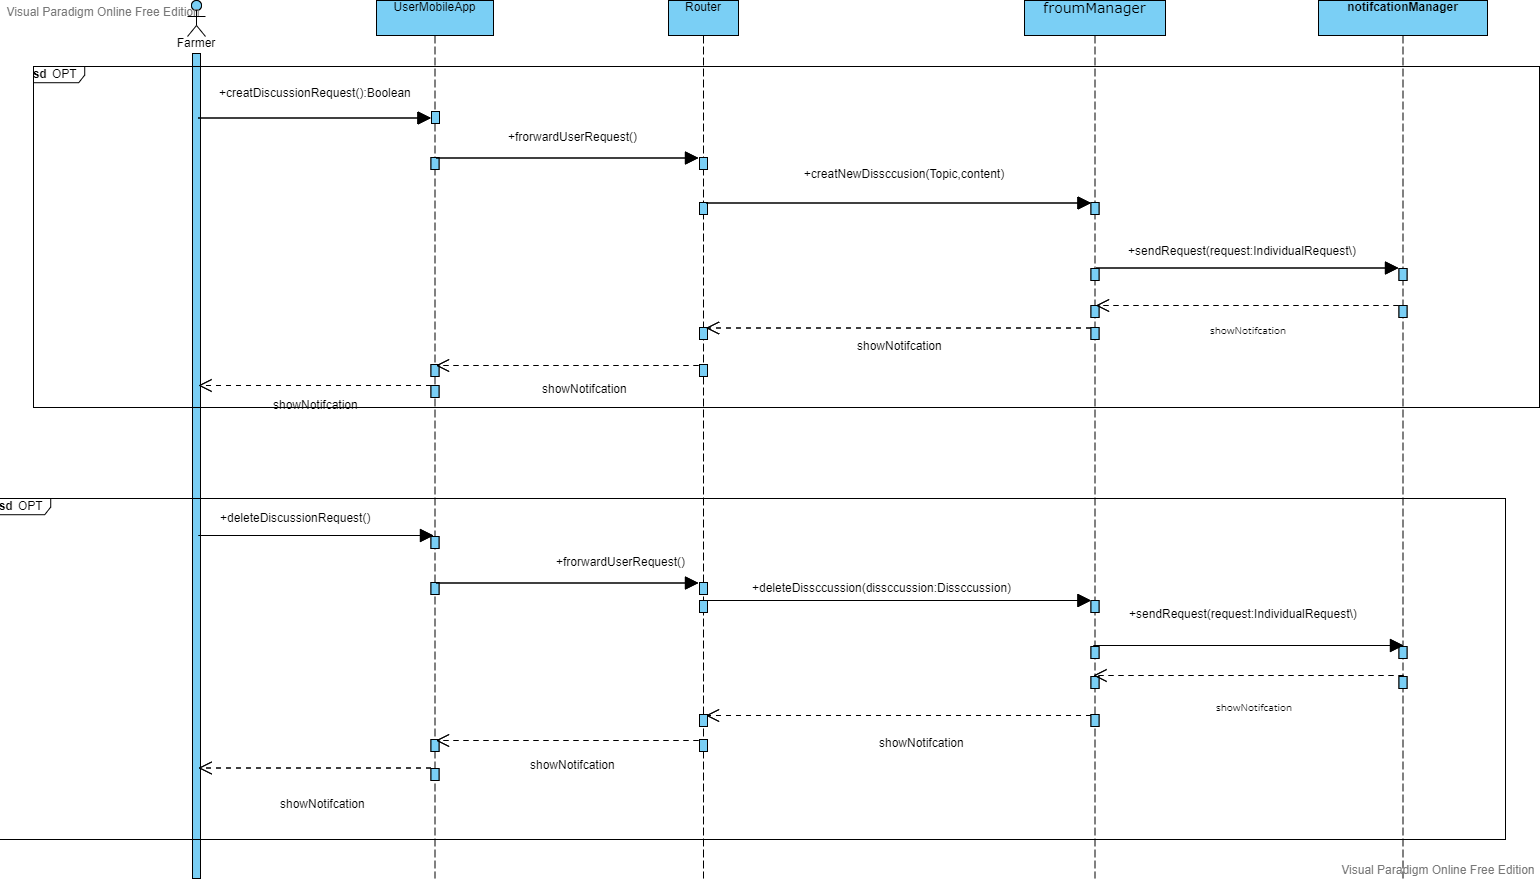 Visual Paradigm Online Free Edition
Farmer
UserMobileApp
Router
froumManager
notifcationManager
sd OPT
+creatDiscussionRequest():Boolean
+frorwardUserRequest()
+creatNewDissccusion(Topic,content)
+sendRequest(request:IndividualRequest\)
showNotifcation
showNotifcation
showNotifcation
showNotifcation
sd OPT
+deleteDiscussionRequest()
+frorwardUserRequest()
+deleteDissccussion(dissccussion:Dissccussion)
+sendRequest(request:IndividualRequest\)
showNotifcation
showNotifcation
showNotifcation
showNotifcation
Visual Paradigm Online Free Edition